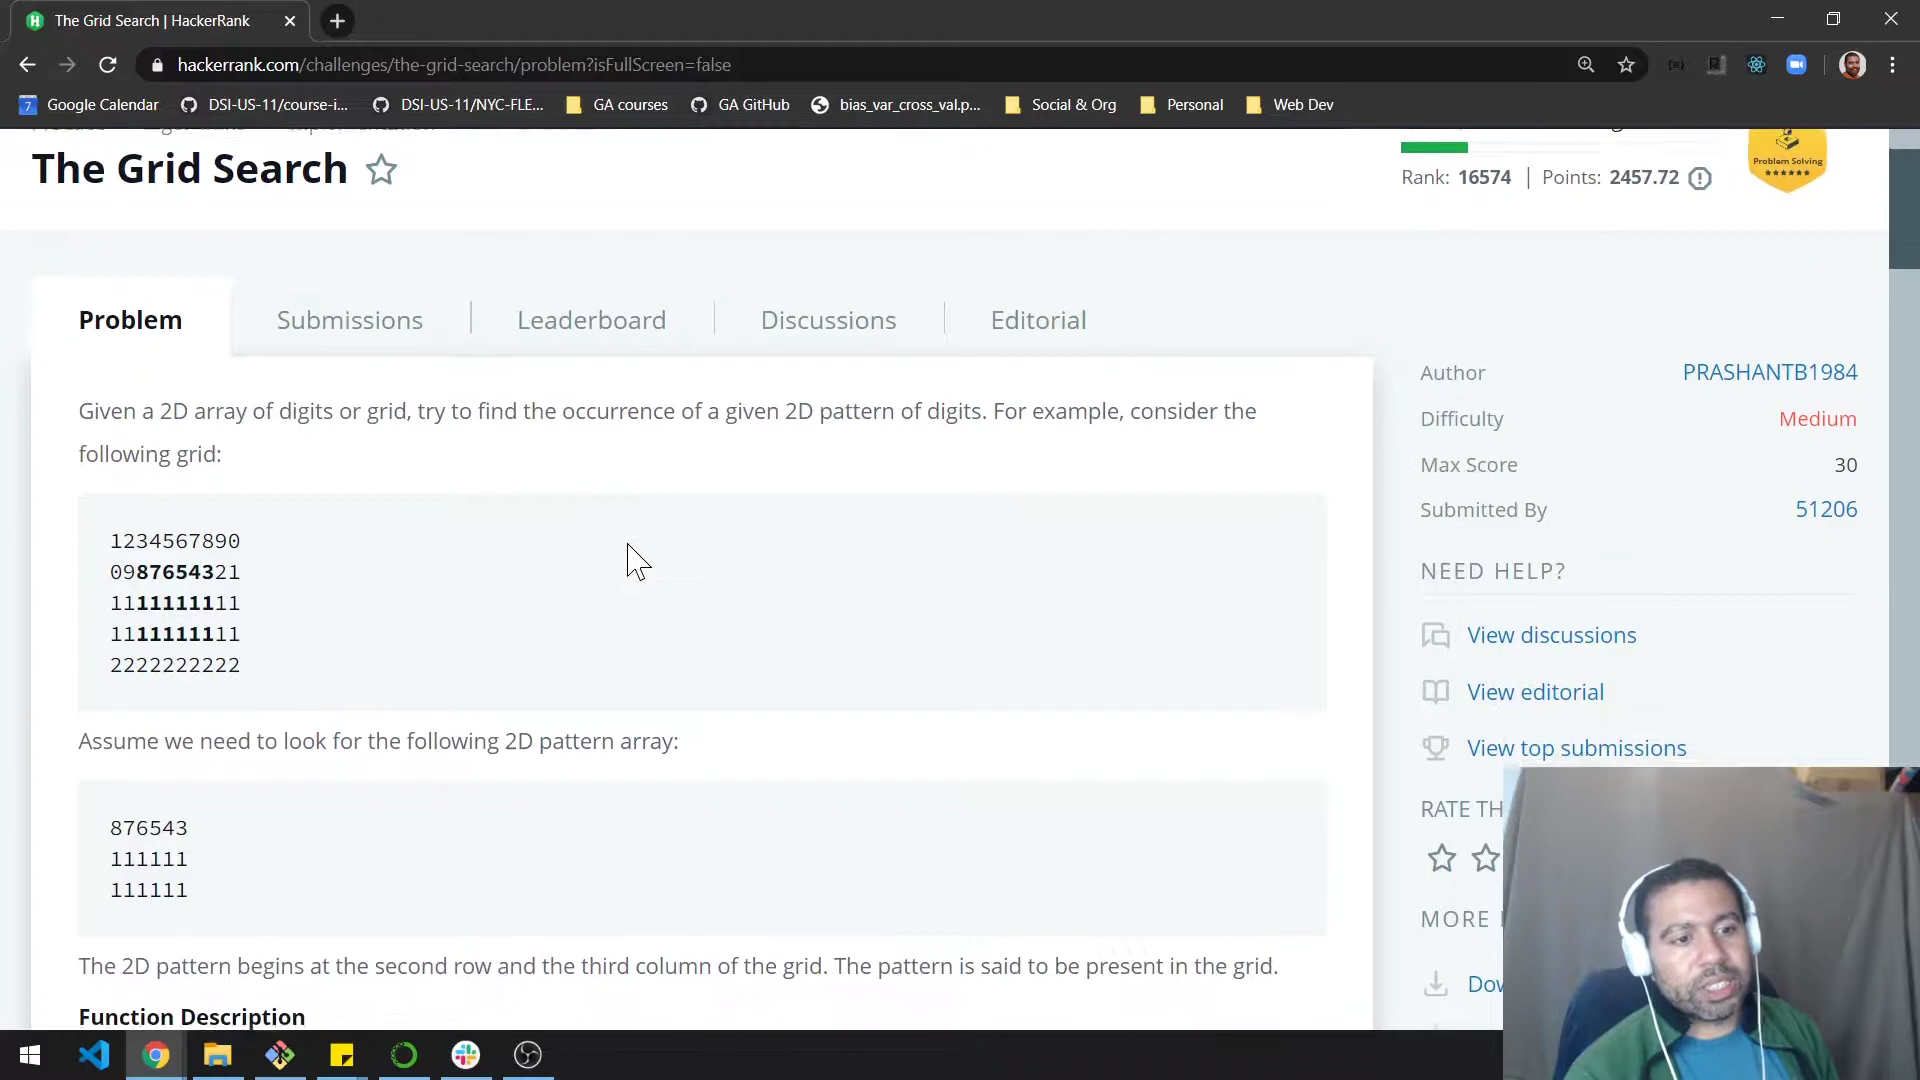 The Grid Search | HackerRank
hackerrank.com/challenges/the-grid-search/problem?isFullScreen=false
7 Google Calendar
DSI-US-11/course-i...
DSI-US-11/NYC-FLE...
GA courses
GA GitHub
bias_var_cross_val.p...
Social & Org
Personal
Web Dev
The Grid Search
Rank: 16574 | Points: 2457.72
Problem Solving
Problem
Submissions
Leaderboard
Discussions
Editorial
Given a 2D array of digits or grid, try to find the occurrence of a given 2D pattern of digits. For example, consider the
following grid:
1234567890
0987654321
1111111111
1111111111
2222222222
Assume we need to look for the following 2D pattern array:
876543
111111
111111
The 2D pattern begins at the second row and the third column of the grid. The pattern is said to be present in the grid.
Function Description
Author PRASHANTB1984
Difficulty Medium
Max Score 30
Submitted By 51206
NEED HELP?
View discussions
View editorial
View top submissions
RATE TH
MORE
Dow